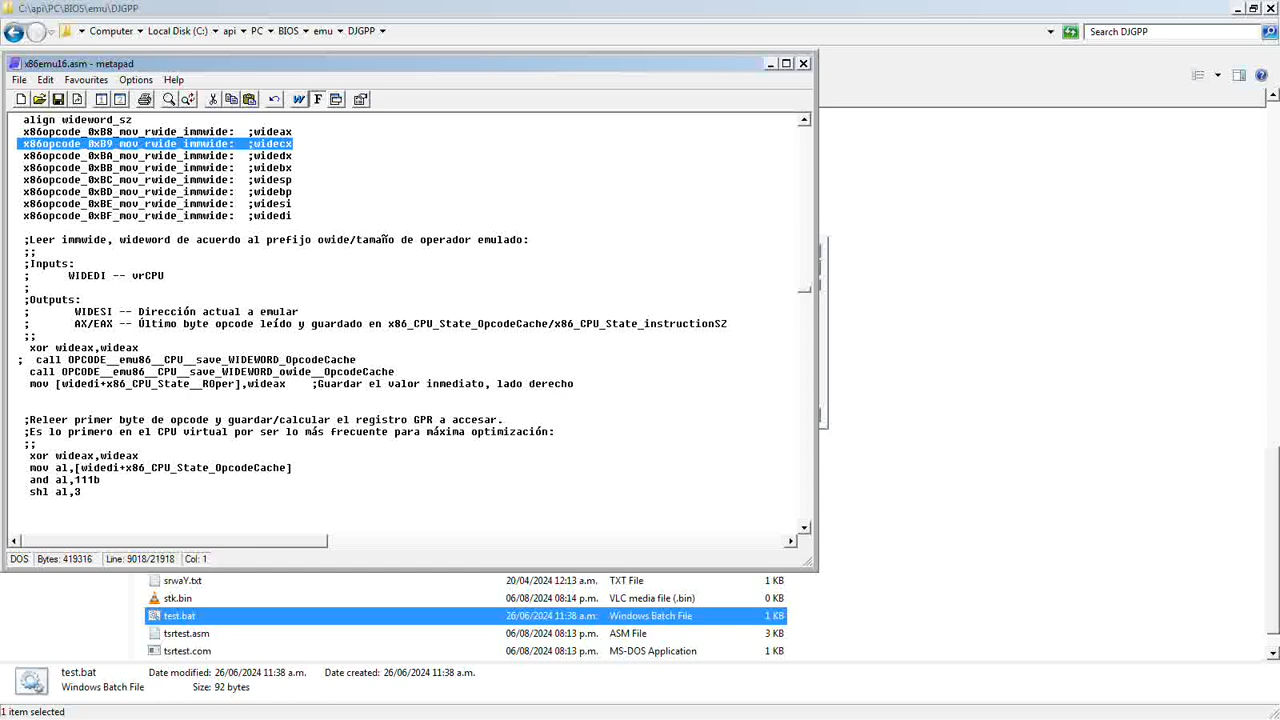 C:\api\PC\BIOS\emu\DJGPP
Computer Local Disk (C:) api PC BIOS emu DJGPP
Search DJGPP
x86emu16.asm - metapad
File Edit Favourites Options Help
align wideword_sz
x86opcode_0xB8_mov_rwide_immwide: ;wideax
x86opcode_0xB9_mov_rwide_immwide: ;widecx
x86opcode_0xBA_mov_rwide_immwide: ;widedx
x86opcode_0xBB_mov_rwide_immwide: ;widebx
x86opcode_0xBC_mov_rwide_immwide: ;widesp
x86opcode_0xBD_mov_rwide_immwide: ;widebp
x86opcode_0xBE_mov_rwide_immwide: ;widesi
x86opcode_0xBF_mov_rwide_immwide: ;widedi
;Leer immwide, wideword de acuerdo al prefijo owide/tamaño de operador emulado:
;;
;Inputs:
; WIDEDI -- vrCPU
;
;Outputs:
; WIDESI -- Dirección actual a emular
; AX/EAX -- Último byte opcode leído y guardado en x86_CPU_State_OpcodeCache/x86_CPU_State_instructionSZ
;;
xor wideax,wideax
; call OPCODE__emu86__CPU__save_WIDEWORD_OpcodeCache
call OPCODE__emu86__CPU__save_WIDEWORD_owide__OpcodeCache
mov [widedi+x86_CPU_State__ROper],wideax ;Guardar el valor inmediato, lado derecho
;Releer primer byte de opcode y guardar/calcular el registro GPR a accesar.
;Es lo primero en el CPU virtual por ser lo más frecuente para máxima optimización:
;;
xor wideax,wideax
mov al,[widedi+x86_CPU_State_OpcodeCache]
and al,111b
shl al,3
DOS Bytes: 419316 Line: 9018/21918 Col: 1
srwaY.txt 20/04/2024 12:13 a.m. TXT File 1 KB
stk.bin 06/08/2024 08:14 p.m. VLC media file (.bin) 0 KB
test.bat 26/06/2024 11:38 a.m. Windows Batch File 1 KB
tsrtest.asm 06/08/2024 08:13 p.m. ASM File 3 KB
tsrtest.com 06/08/2024 08:13 p.m. MS-DOS Application 1 KB
test.bat Date modified: 26/06/2024 11:38 a.m. Date created: 26/06/2024 11:38 a.m.
Windows Batch File Size: 92 bytes
1 item selected